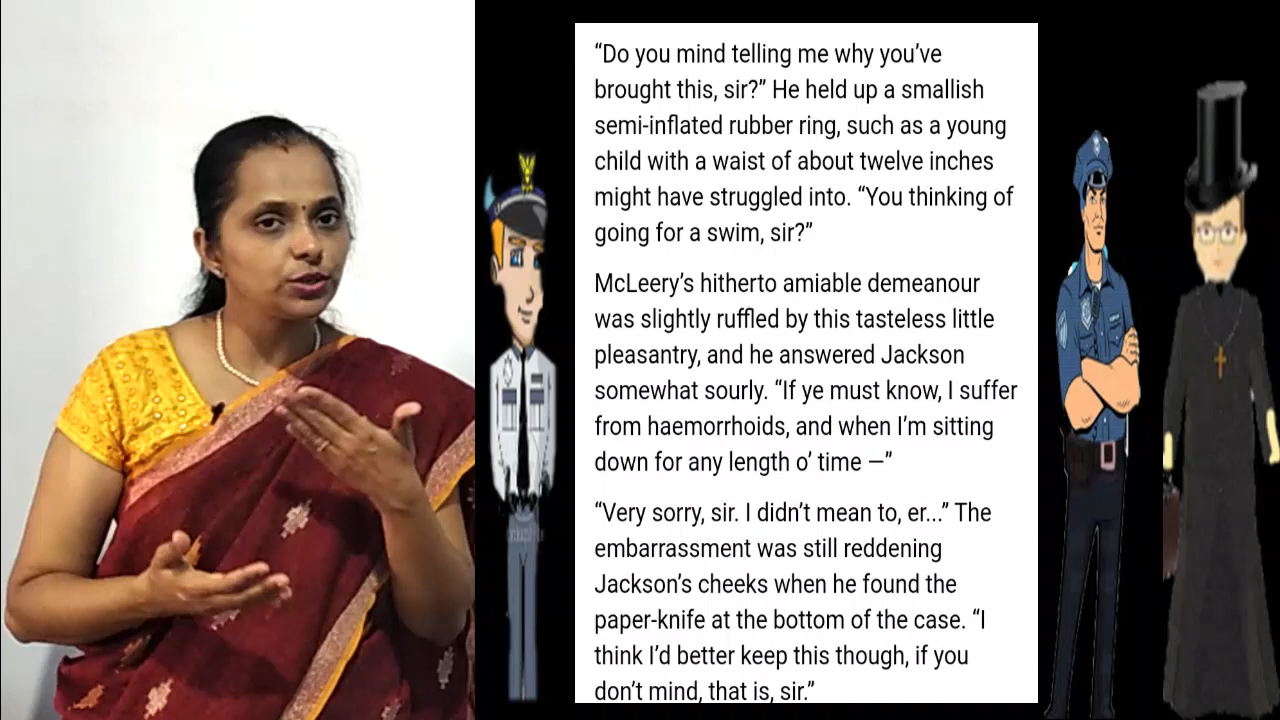 “Do you mind telling me why you’ve
brought this, sir?” He held up a smallish
semi-inflated rubber ring, such as a young
child with a waist of about twelve inches
might have struggled into. “You thinking of
going for a swim, sir?”
McLeery’s hitherto amiable demeanour
was slightly ruffled by this tasteless little
pleasantry, and he answered Jackson
somewhat sourly. “If ye must know, I suffer
from haemorrhoids, and when I’m sitting
down for any length o’ time —”
“Very sorry, sir. I didn’t mean to, er...” The
embarrassment was still reddening
Jackson’s cheeks when he found the
paper-knife at the bottom of the case. “I
think I’d better keep this though, if you
don’t mind, that is, sir.”